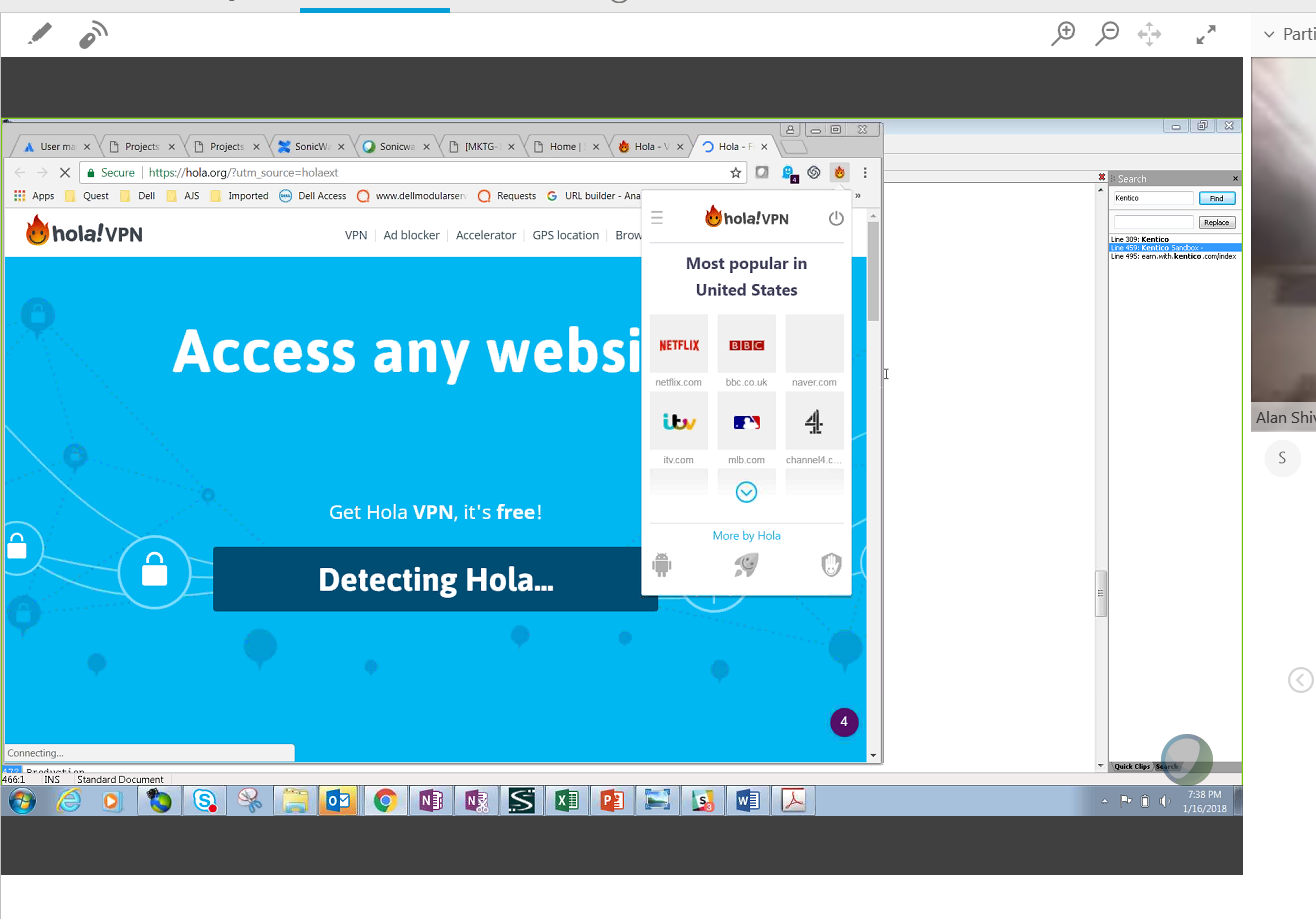 Parti
User ma
Projects
Projects
SonicWa
Sonicwa
[MKTG-
Home |
Hola - V
Hola - F
Secure
https://hola.org/?utm_source=holaext
4
Apps
Quest
Dell
AJS
Imported
Dell Access
www.dellmodularserv
Requests
URL builder - Ana
»
hola!VPN
VPN
Ad blocker
Accelerator
GPS location
Brow
Access any websi
Get Hola VPN, it's free!
Detecting Hola...
4
Connecting...
hola!VPN
Most popular in
United States
NETFLIX
BBC
netflix.com
bbc.co.uk
naver.com
itv
4
itv.com
mlb.com
channel4.c...
More by Hola
Search
Kentico
Find
Replace
Line 309: Kentico
Line 459: Kentico Sandbox -
Line 495: earn.with.kentico.com/index
Alan Shiv
S
Production
466:1
INS
Standard Document
Quick Clips
Search
7:38 PM
1/16/2018